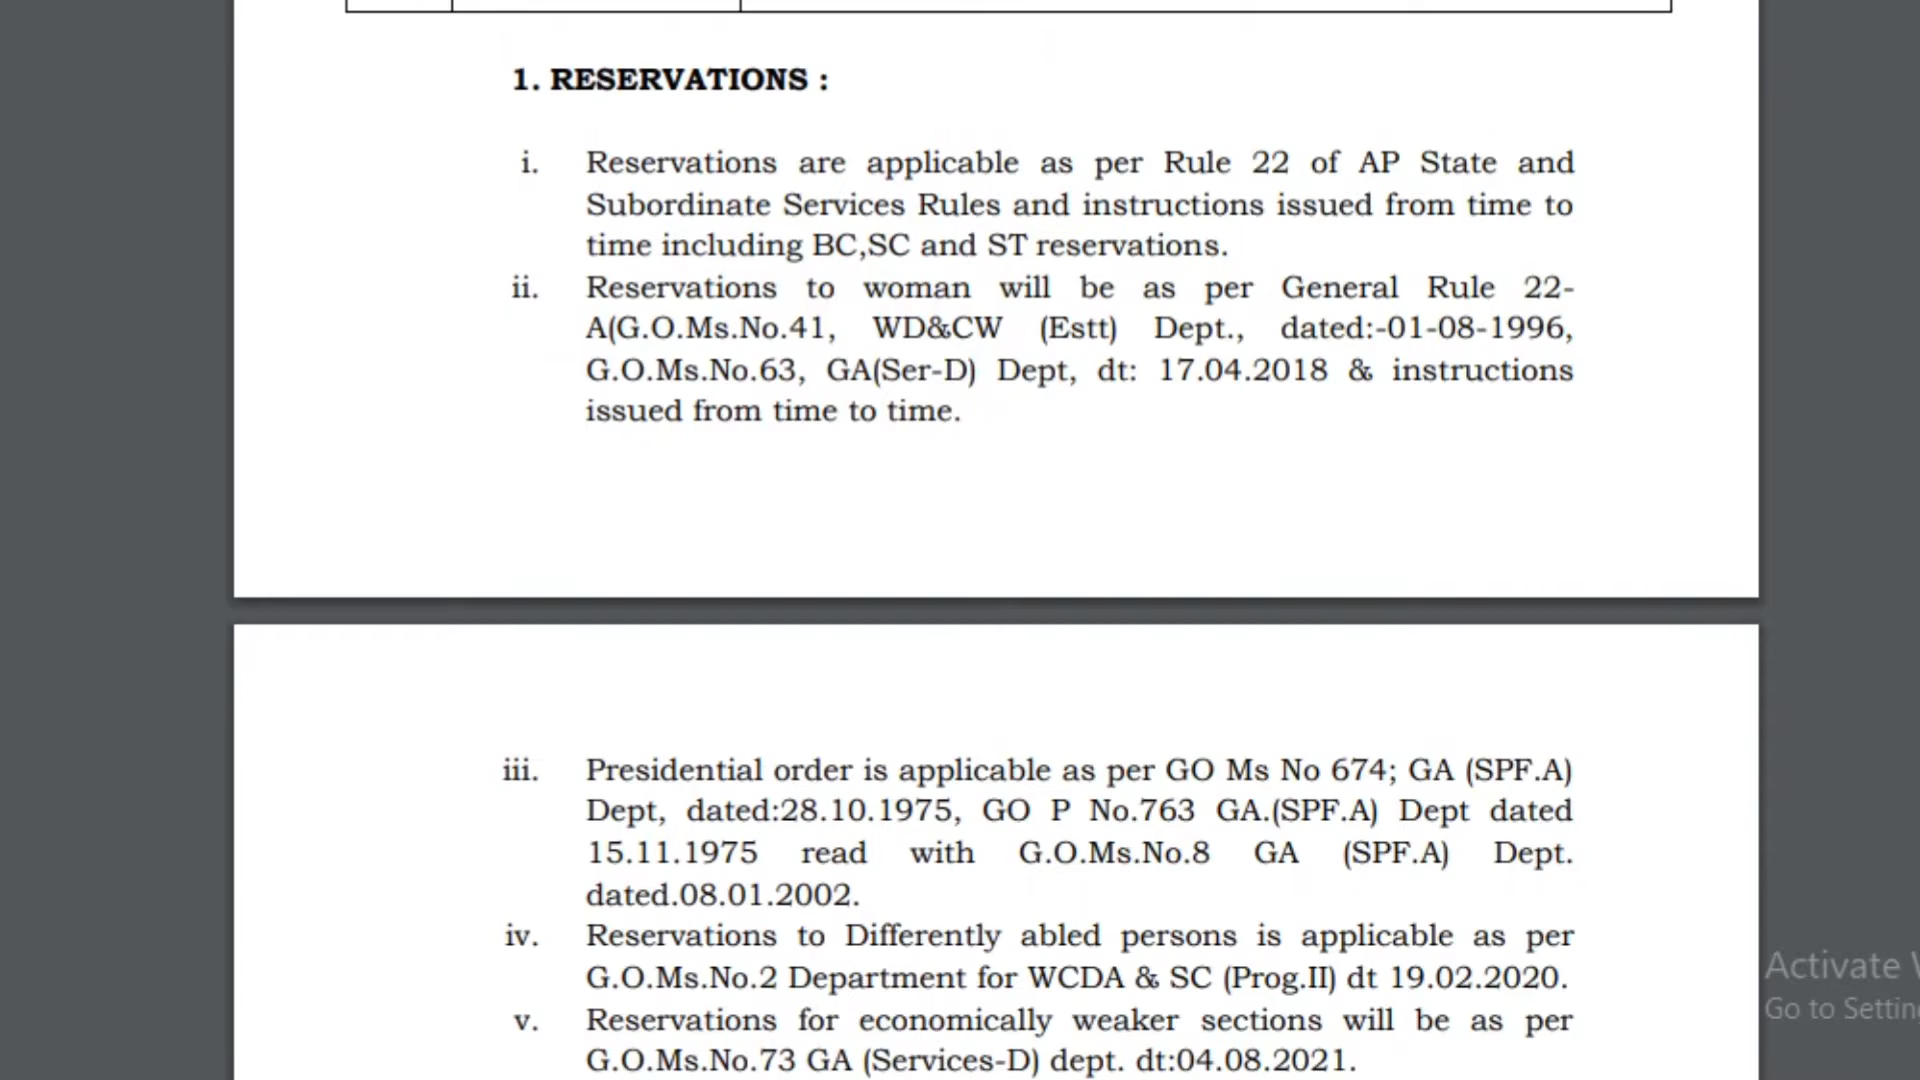 1. RESERVATIONS :
i. Reservations are applicable as per Rule 22 of AP State and
Subordinate Services Rules and instructions issued from time to
time including BC,SC and ST reservations.
ii. Reservations to woman will be as per General Rule 22-
A(G.O.Ms.No.41, WD&CW (Estt) Dept., dated:-01-08-1996,
G.O.Ms.No.63, GA(Ser-D) Dept, dt: 17.04.2018 & instructions
issued from time to time.
iii. Presidential order is applicable as per GO Ms No 674; GA (SPF.A)
Dept, dated:28.10.1975, GO P No.763 GA.(SPF.A) Dept dated
15.11.1975 read with G.O.Ms.No.8 GA (SPF.A) Dept.
dated.08.01.2002.
iv. Reservations to Differently abled persons is applicable as per
G.O.Ms.No.2 Department for WCDA & SC (Prog.II) dt 19.02.2020.
v. Reservations for economically weaker sections will be as per
G.O.Ms.No.73 GA (Services-D) dept. dt:04.08.2021.
Activate
Go to